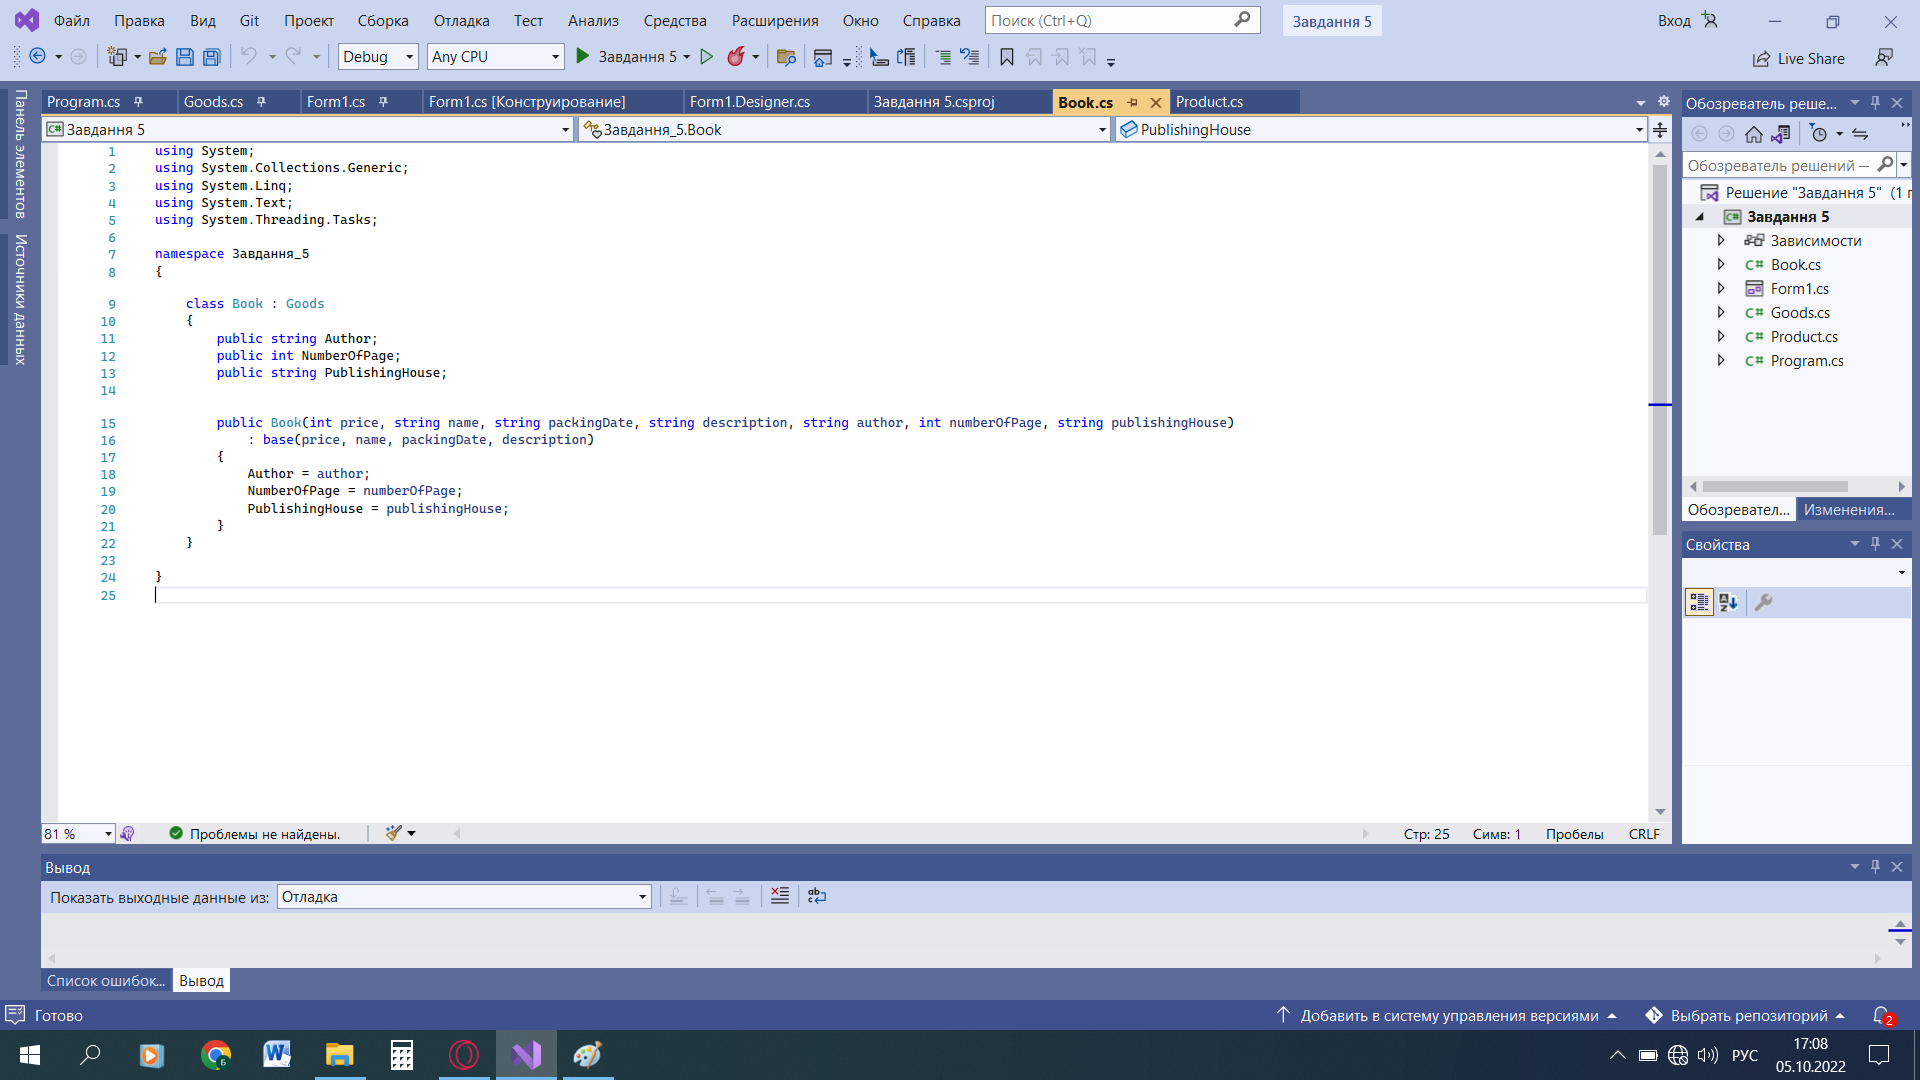 Файл Правка Вид Git Проект Сборка Отладка Тест Анализ Средства Расширения Окно Справка Поиск (Ctrl+Q) Завдання 5 Вход
Debug Any CPU Завдання 5 Live Share
Панель элементов
Источники данных
Program.cs Goods.cs Form1.cs Form1.cs [Конструирование] Form1.Designer.cs Завдання 5.csproj Book.cs Product.cs
Завдання 5 Завдання_5.Book PublishingHouse
1 using System;
2 using System.Collections.Generic;
3 using System.Linq;
4 using System.Text;
5 using System.Threading.Tasks;
6
7 namespace Завдання_5
8 {
9 class Book : Goods
10 {
11 public string Author;
12 public int NumberOfPage;
13 public string PublishingHouse;
14
15 public Book(int price, string name, string packingDate, string description, string author, int numberOfPage, string publishingHouse)
16 : base(price, name, packingDate, description)
17 {
18 Author = author;
19 NumberOfPage = numberOfPage;
20 PublishingHouse = publishingHouse;
21 }
22 }
23
24 }
25
81 % Проблемы не найдены. Стр: 25 Симв: 1 Пробелы CRLF
Обозреватель реше...
Обозреватель решений —
Решение "Завдання 5" (1 г
Завдання 5
Зависимости
Book.cs
Form1.cs
Goods.cs
Product.cs
Program.cs
Обозревател... Изменения...
Свойства
Вывод
Показать выходные данные из: Отладка
Список ошибок... Вывод
Готово Добавить в систему управления версиями Выбрать репозиторий 2
РУС 17:08
05.10.2022